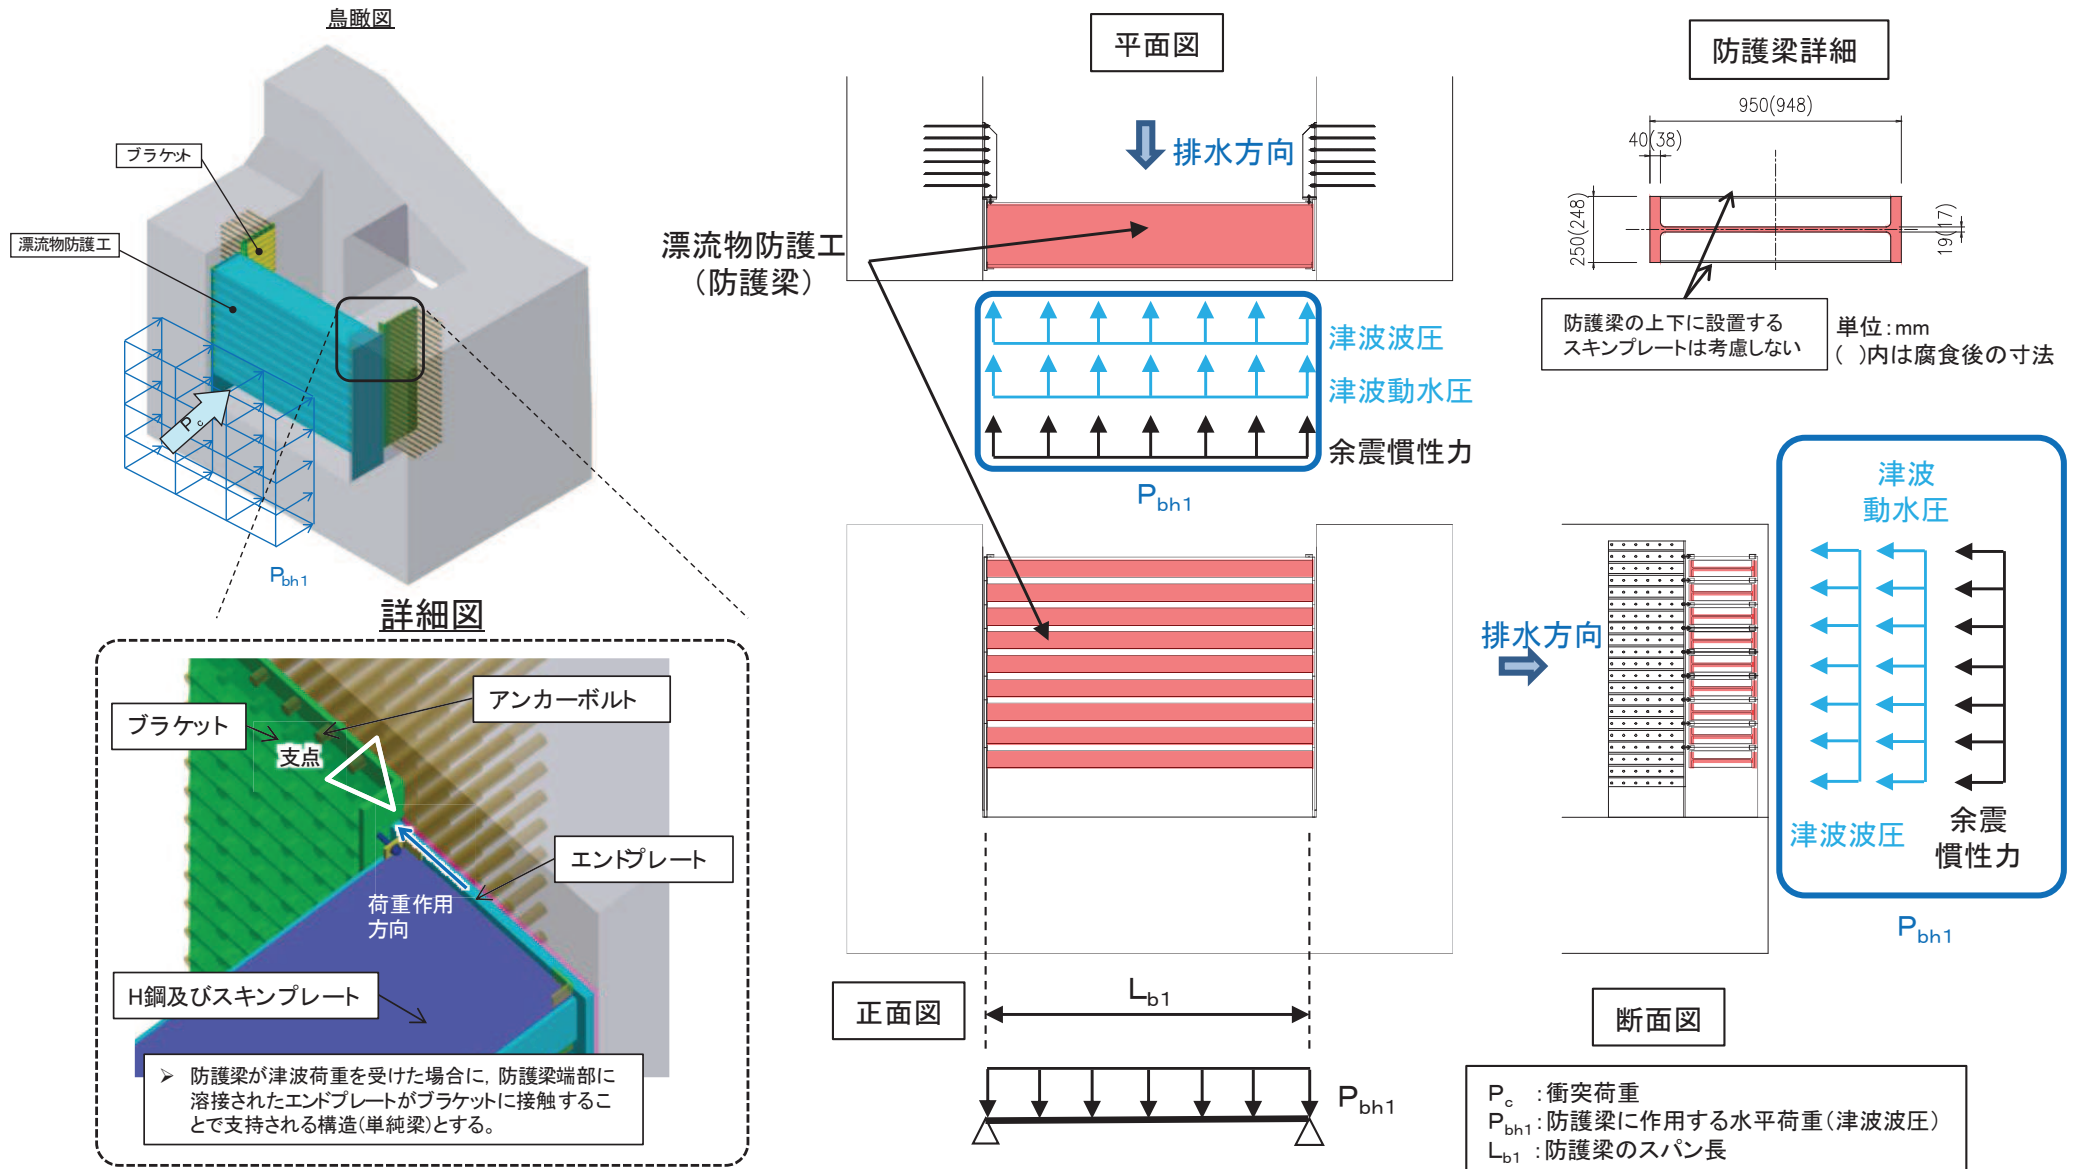 鳥瞰図
ブラケット
漂流物防護工
Pc
Pbh1
詳細図
アンカーボルト
ブラケット
支点
エンドプレート
荷重作用
方向
H鋼及びスキンプレート
➢ 防護梁が津波荷重を受けた場合に，防護梁端部に
溶接されたエンドプレートがブラケットに接触するこ
とで支持される構造（単純梁）とする。
平面図
排水方向
漂流物防護工
（防護梁）
津波波圧
津波動水圧
余震慣性力
Pbh1
正面図
Lb1
Pbh1
防護梁詳細
950(948)
40(38)
250(248)
19(17)
防護梁の上下に設置する
スキンプレートは考慮しない
単位：mm
(　)内は腐食後の寸法
排水方向
津波
動水圧
津波波圧
余震
慣性力
Pbh1
断面図
Pc：衝突荷重
Pbh1：防護梁に作用する水平荷重（津波波圧）
Lb1：防護梁のスパン長